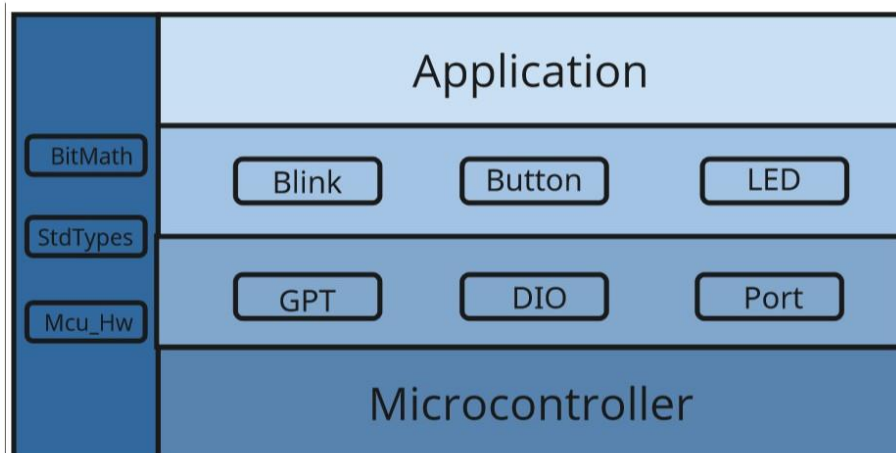 Application
BitMath
Blink
Button
LED
StdTypes
GPT
DIO
Port
Mcu_Hw
Microcontroller